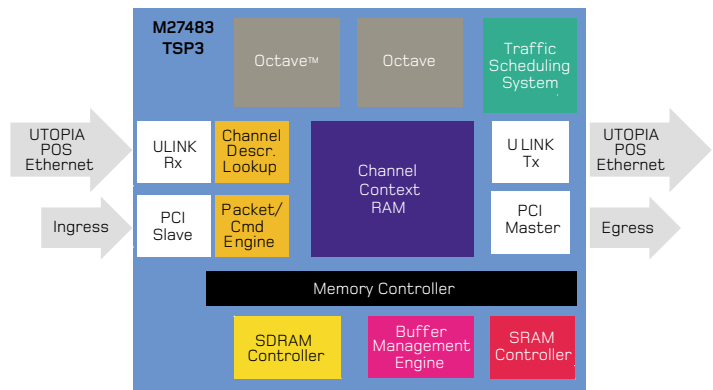 M27483
TSP3
Octave™
Octave
Traffic
Scheduling
System
UTOPIA
POS
Ethernet
ULINK
Rx
Channel
Descr.
Lookup
Channel
Context
RAM
ULINK
Tx
UTOPIA
POS
Ethernet
Ingress
PCI
Slave
Packet/
Cmd
Engine
PCI
Master
Egress
Memory Controller
SDRAM
Controller
Buffer
Management
Engine
SRAM
Controller